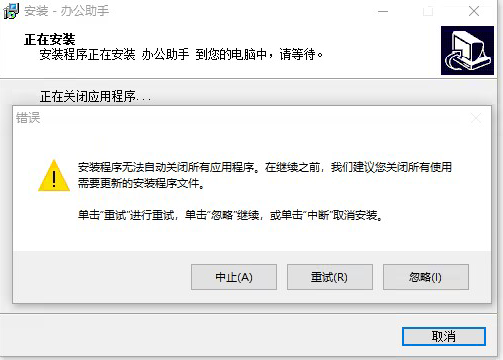 安装 - 办公助手
正在安装
安装程序正在安装 办公助手 到您的电脑中，请等待。
正在关闭应用程序...
错误
安装程序无法自动关闭所有应用程序。在继续之前，我们建议您关闭所有使用
需要更新的安装程序文件。
单击“重试”进行重试，单击“忽略”继续，或单击“中断”取消安装。
中止(A)
重试(R)
忽略(I)
取消